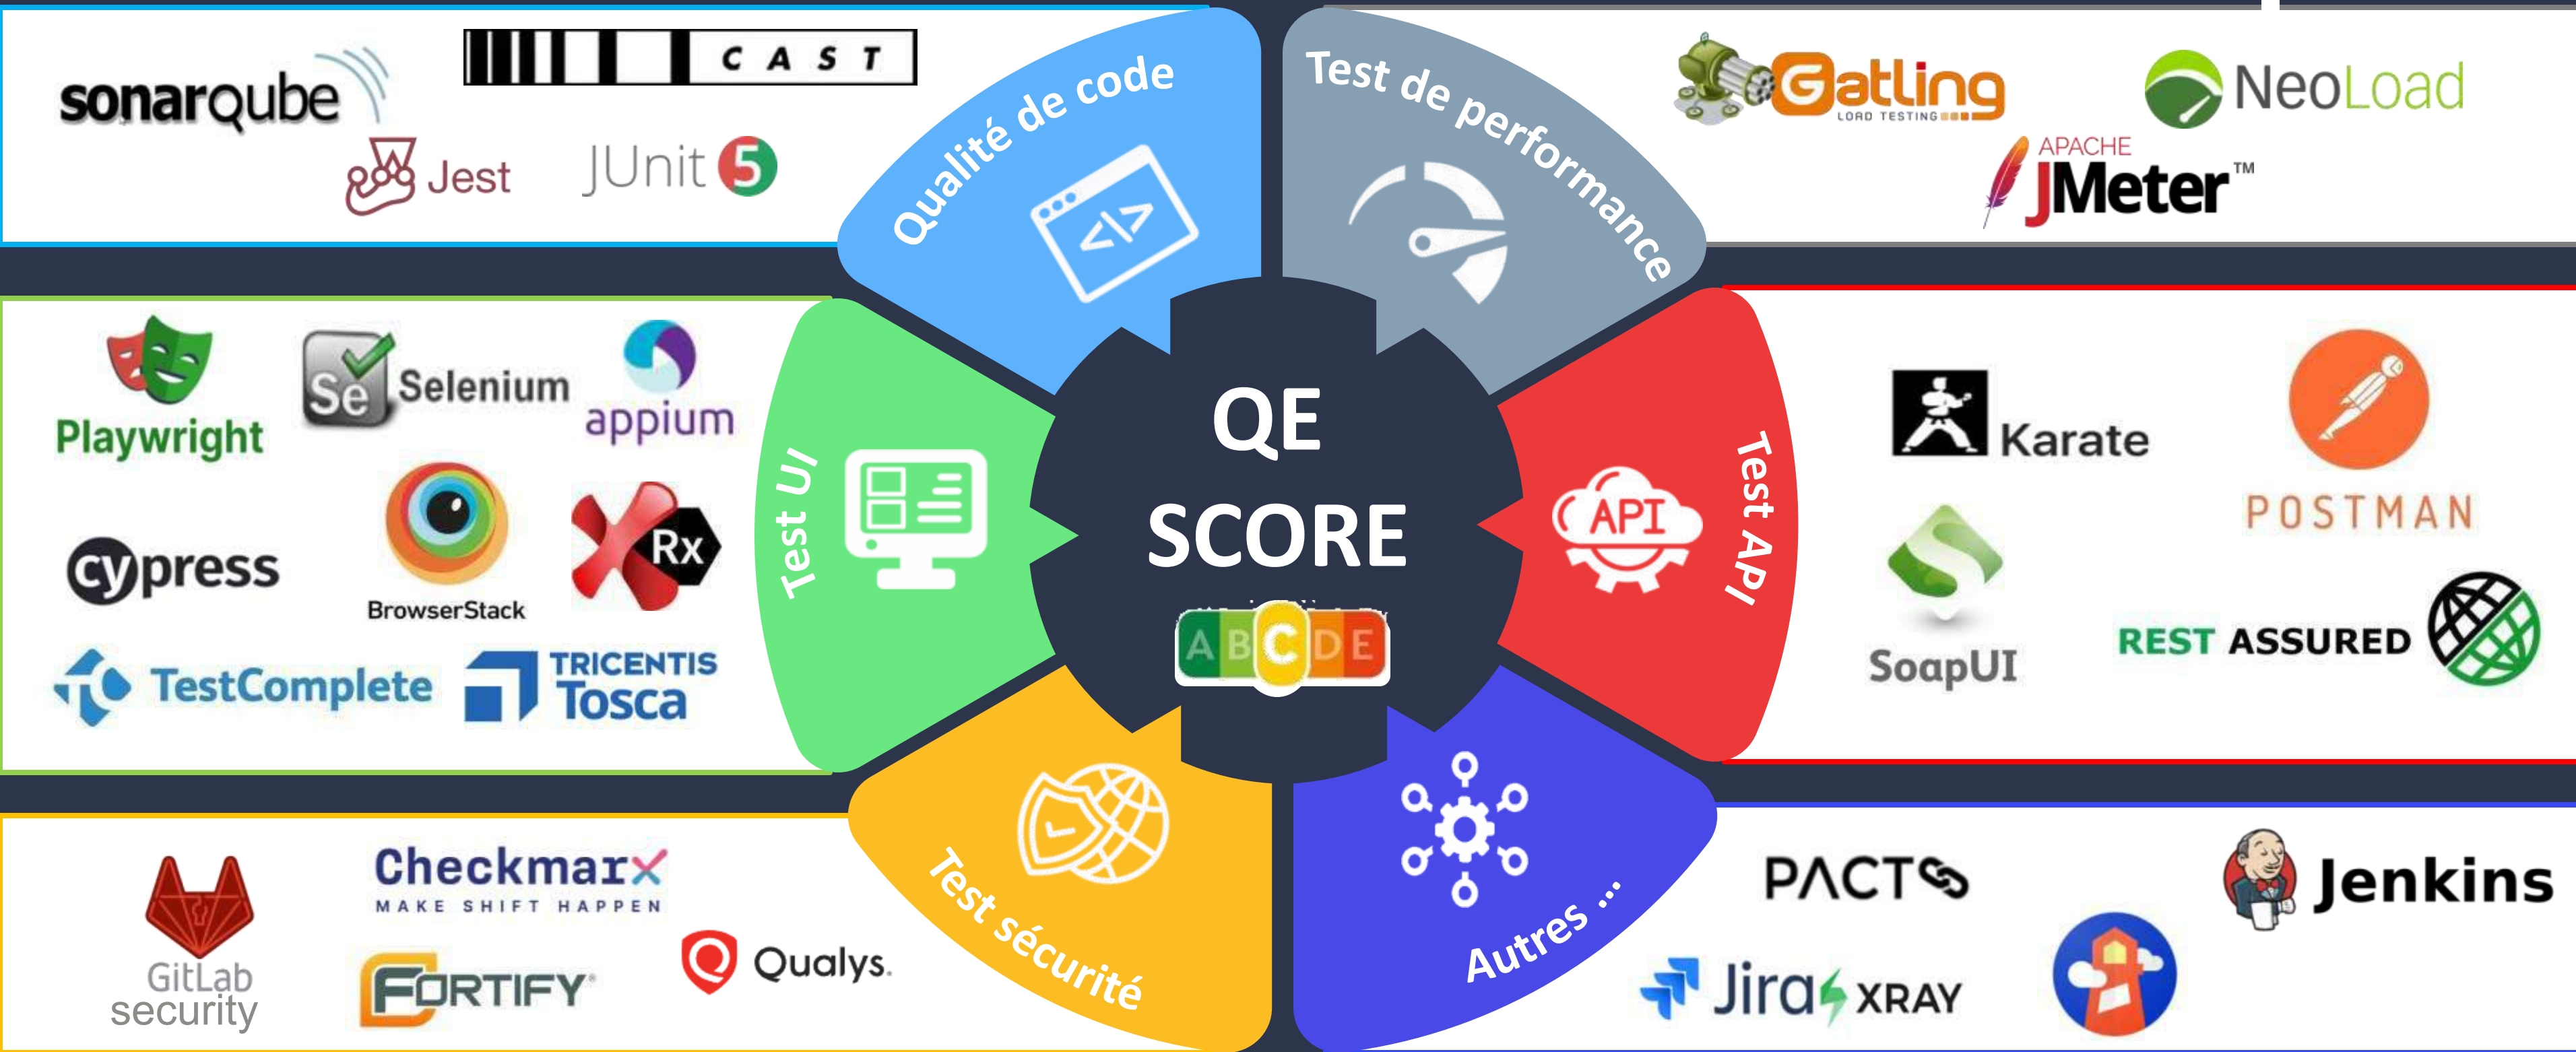 sonarqube
CAST
Jest
JUnit 5
Qualité de code
Test de performance
Gatling
LOAD TESTING
NeoLoad
APACHE
JMeter™
Playwright
Se Selenium
appium
cypress
BrowserStack
Rx
TestComplete
TRICENTIS
Tosca
Test UI
QE
SCORE
A B C D E
API
Test API
Karate
POSTMAN
SoapUI
REST ASSURED
GitLab
security
Checkmarx
MAKE SHIFT HAPPEN
FORTIFY®
Qualys.
Test sécurité
Autres ...
PACT
Jenkins
Jira
XRAY